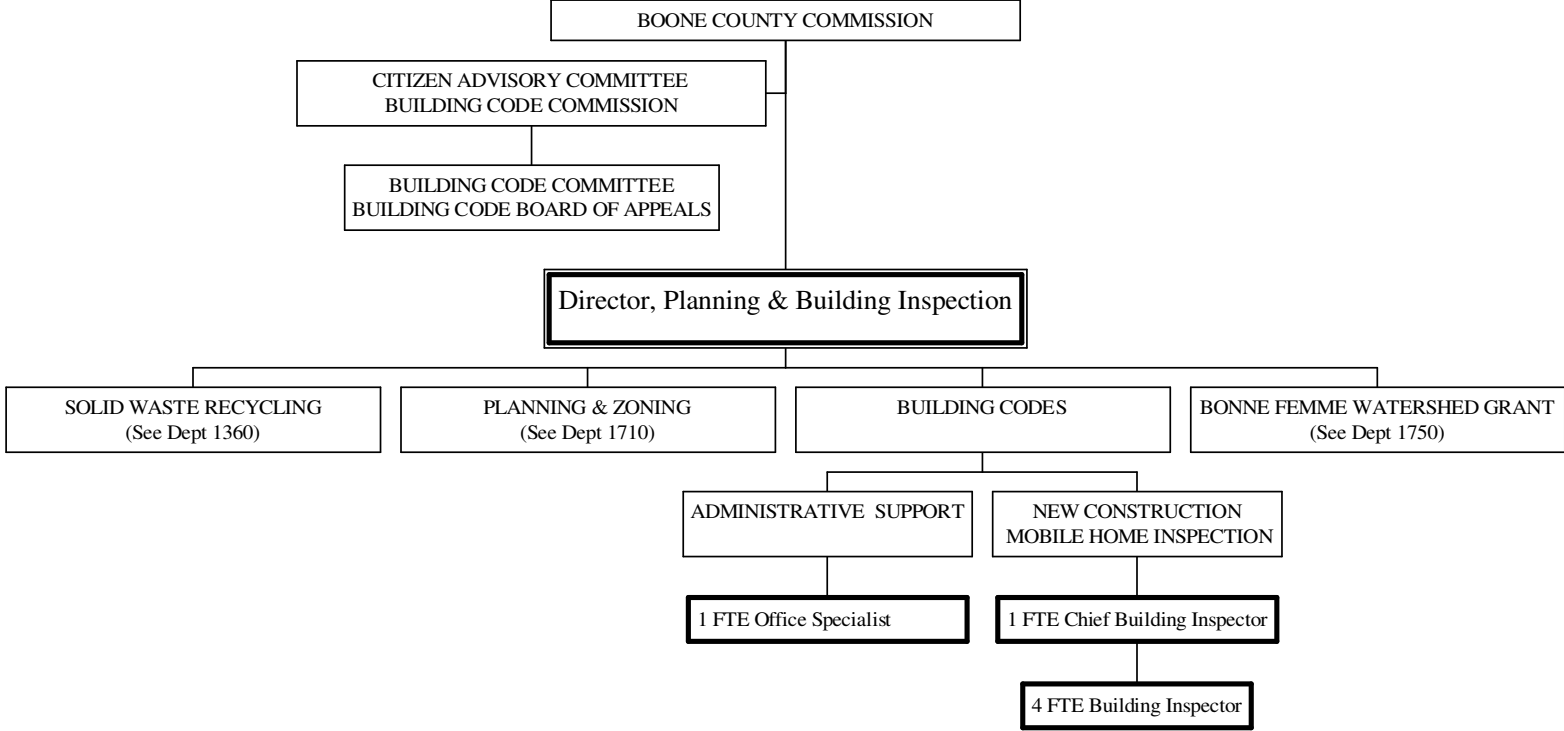 BOONE COUNTY COMMISSION
CITIZEN ADVISORY COMMITTEE
BUILDING CODE COMMISSION
BUILDING CODE COMMITTEE
BUILDING CODE BOARD OF APPEALS
Director, Planning & Building Inspection
SOLID WASTE RECYCLING
(See Dept 1360)
PLANNING & ZONING
(See Dept 1710)
BUILDING CODES
BONNE FEMME WATERSHED GRANT
(See Dept 1750)
ADMINISTRATIVE SUPPORT
NEW CONSTRUCTION
MOBILE HOME INSPECTION
1 FTE Office Specialist
1 FTE Chief Building Inspector
4 FTE Building Inspector